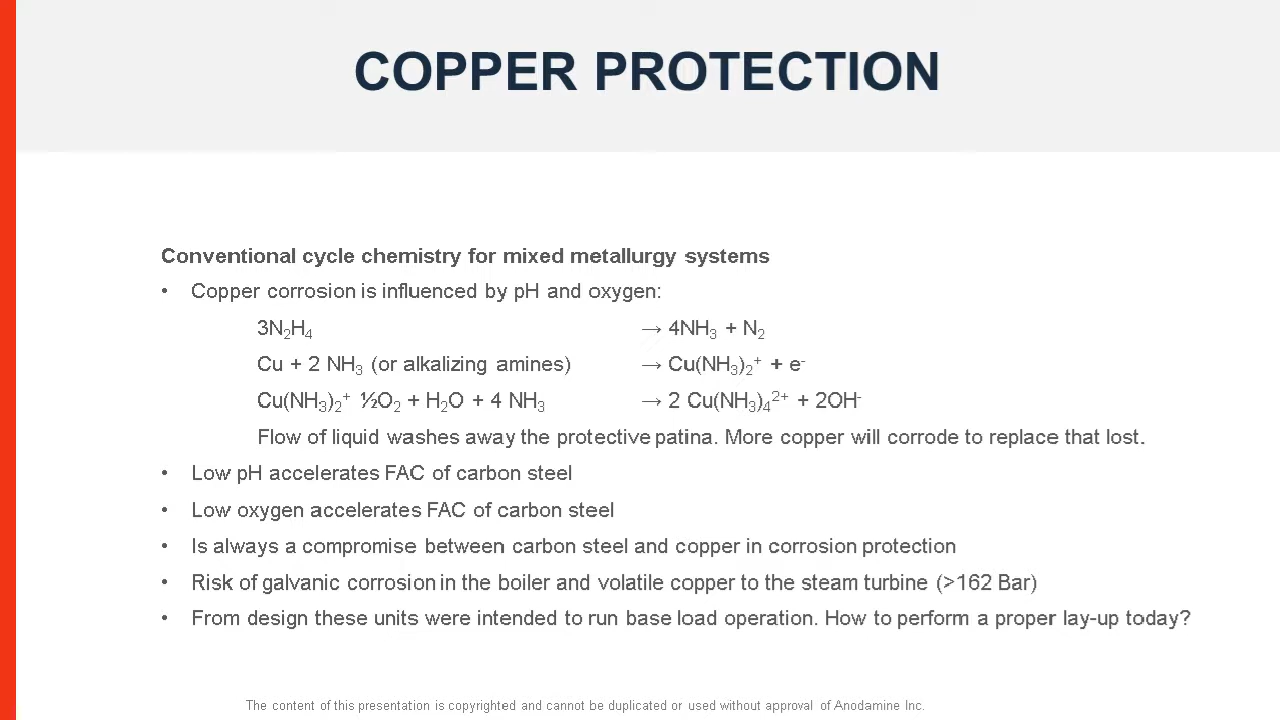 COPPER PROTECTION
Conventional cycle chemistry for mixed metallurgy systems
• Copper corrosion is influenced by pH and oxygen:
3N₂H₄ → 4NH₃ + N₂
Cu + 2 NH₃ (or alkalizing amines) → Cu(NH₃)₂⁺ + e⁻
Cu(NH₃)₂⁺ ½O₂ + H₂O + 4 NH₃ → 2 Cu(NH₃)₄²⁺ + 2OH⁻
Flow of liquid washes away the protective patina. More copper will corrode to replace that lost.
• Low pH accelerates FAC of carbon steel
• Low oxygen accelerates FAC of carbon steel
• Is always a compromise between carbon steel and copper in corrosion protection
• Risk of galvanic corrosion in the boiler and volatile copper to the steam turbine (>162 Bar)
• From design these units were intended to run base load operation. How to perform a proper lay-up today?
The content of this presentation is copyrighted and cannot be duplicated or used without approval of Anodamine Inc.